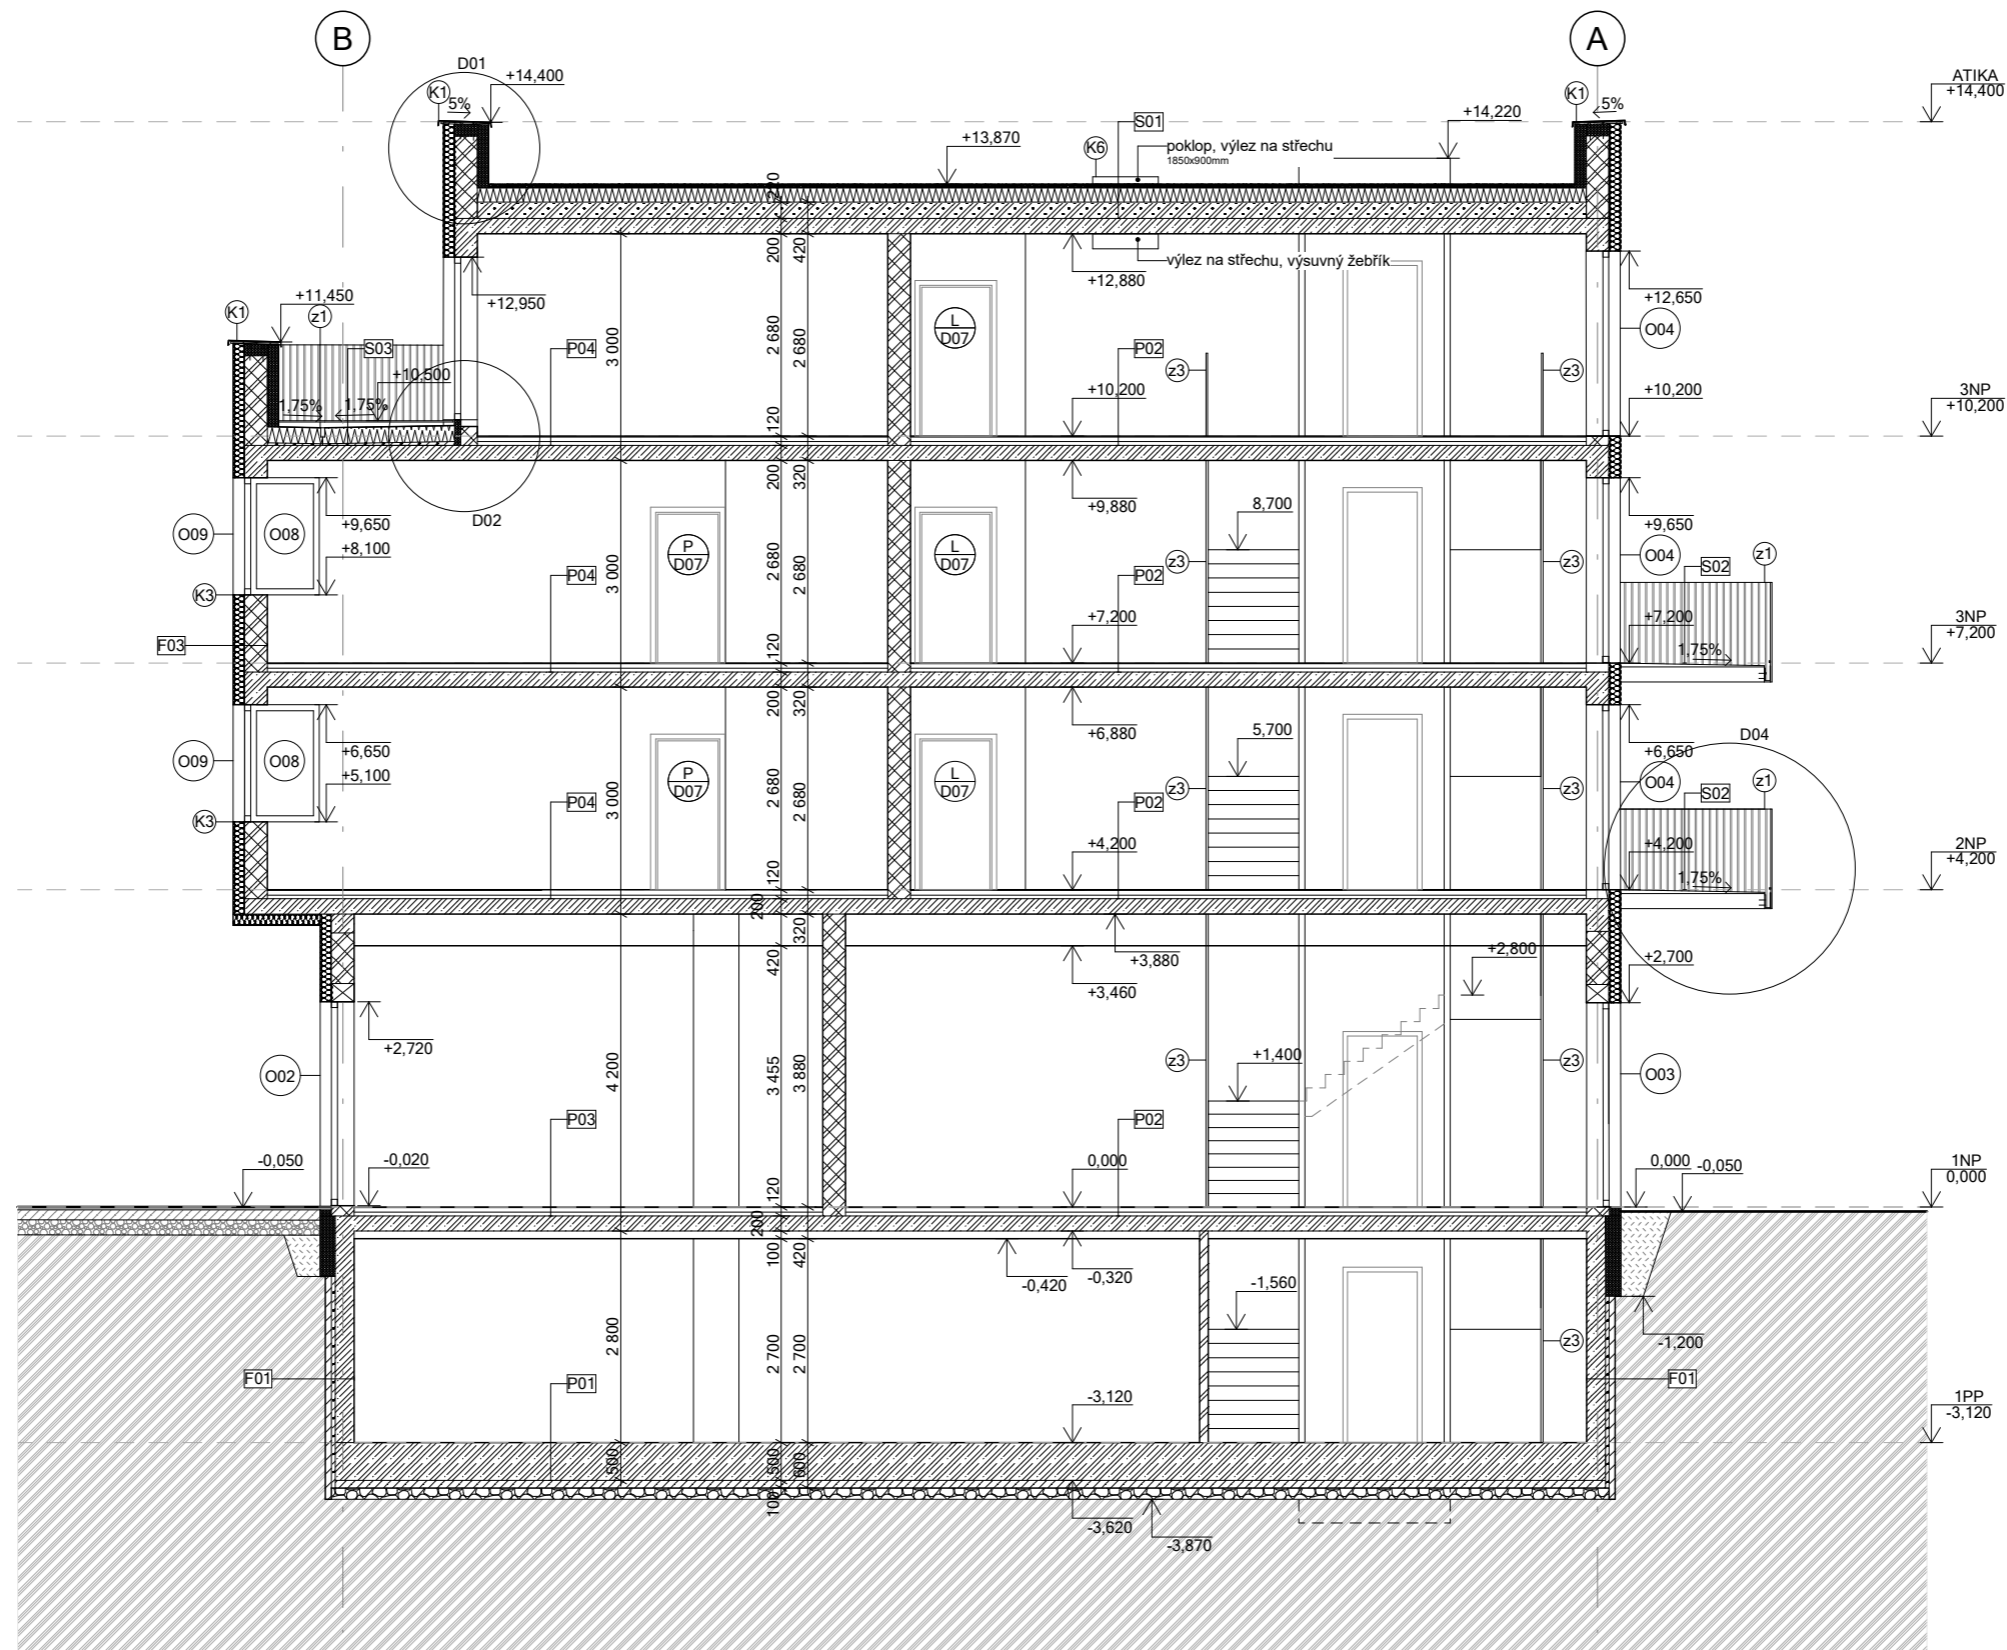 B
A
D01
K1
5%
+14,400
K1
5%
ATIKA
+14,400
S01
+14,220
+13,870
K6
poklop, výlez na střechu
1850x900mm
220
200
420
výlez na střechu, výsuvný žebřík
+12,880
+12,950
+12,650
+11,450
K1
z1
S03
+10,500
1,75%
1,75%
P04
3 000
2 680
2 680
L
D07
P02
z3
z3
O04
+10,200
+10,200
3NP
+10,200
120
D02
200
320
+9,880
+9,650
+9,650
O09
O08
+8,100
K3
P
D07
L
D07
8,700
z3
z3
O04
S02
z1
P04
3 000
2 680
2 680
P02
F03
+7,200
+7,200
1,75%
3NP
+7,200
120
200
320
+6,880
+6,650
+6,650
D04
O09
O08
+5,100
K3
P
D07
L
D07
5,700
z3
z3
O04
S02
z1
P04
3 000
2 680
2 680
P02
+4,200
+4,200
1,75%
2NP
+4,200
120
200
320
420
+3,880
+3,460
+2,800
+2,700
+2,720
O02
4 200
3 455
3 880
z3
+1,400
z3
O03
P03
P02
-0,050
-0,020
0,000
0,000
-0,050
1NP
0,000
120
200
100
420
-0,420
-0,320
-1,560
-1,200
2 800
2 700
2 700
z3
F01
P01
F01
-3,120
1PP
-3,120
500
500
600
100
-3,620
-3,870